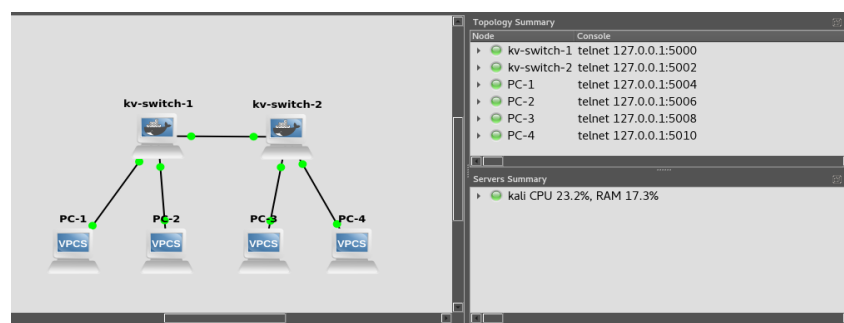 kv-switch-1 kv-switch-2
PC-1 PC-2 PC-3 PC-4
VPCS VPCS VPCS VPCS
Topology Summary
Node Console
kv-switch-1 telnet 127.0.0.1:5000
kv-switch-2 telnet 127.0.0.1:5002
PC-1 telnet 127.0.0.1:5004
PC-2 telnet 127.0.0.1:5006
PC-3 telnet 127.0.0.1:5008
PC-4 telnet 127.0.0.1:5010
Servers Summary
kali CPU 23.2%, RAM 17.3%